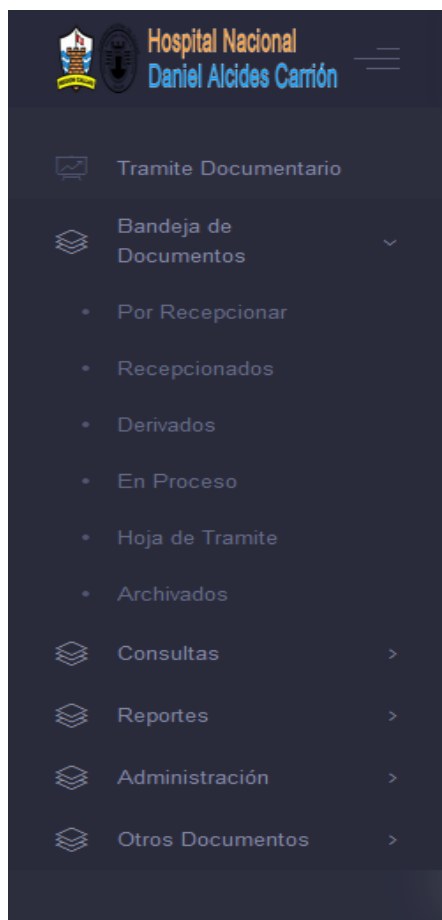 Hospital Nacional
Daniel Alcides Carrión
Tramite Documentario
Bandeja de
Documentos
Por Recepcionar
Recepcionados
Derivados
En Proceso
Hoja de Tramite
Archivados
Consultas
Reportes
Administración
Otros Documentos